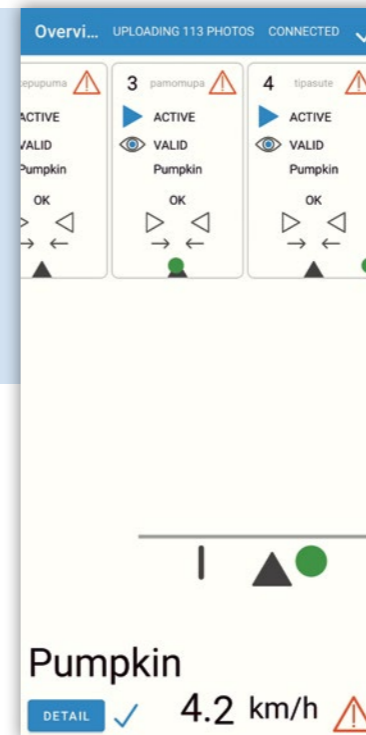 Overvi... UPLOADING 113 PHOTOS CONNECTED
epupuma
ACTIVE
VALID
Pumpkin
OK
3 pamomupa
ACTIVE
VALID
Pumpkin
OK
4 tipasute
ACTIVE
VALID
Pumpkin
OK
Pumpkin
DETAIL 4.2 km/h